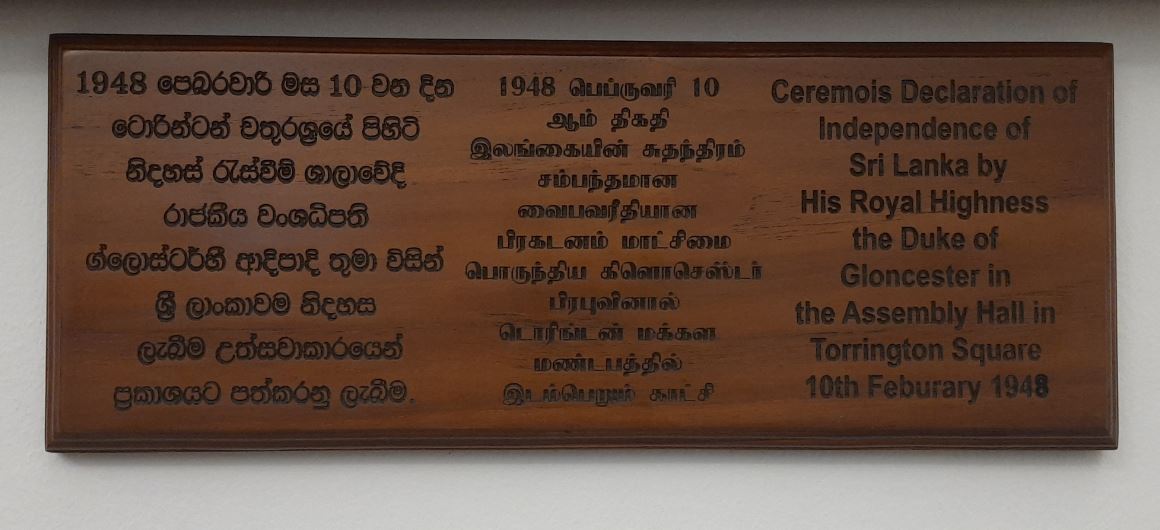 1948 පෙබරවාරි මස 10 වන දින
ටොරින්ටන් චතුරශ්‍රයේ පිහිටි
නිදහස් රැස්වීම් ශාලාවේදි
රාජකීය වංශධිපති
ග්ලොස්ටර්හී ආදිපාදි තුමා විසින්
ශ්‍රී ලාංකාවම නිදහස
ලැබීම උත්සවාකාරයෙන්
ප්‍රකාශයට පත්කරනු ලැබීම.
1948 பெப்ருவரி 10
ஆம் திகதி
இலங்கையின் சுதந்திரம்
சம்பந்தமான
வைபவரீதியான
பிரகடனம் மாட்சிமை
பொருந்திய கிளொசெஸ்டர்
பிரபுவினால்
டொரிங்டன் மக்கள
மண்டபத்தில்
இடம்பெறும் காட்சி
Ceremois Declaration of
Independence of
Sri Lanka by
His Royal Highness
the Duke of
Gloncester in
the Assembly Hall in
Torrington Square
10th Feburary 1948